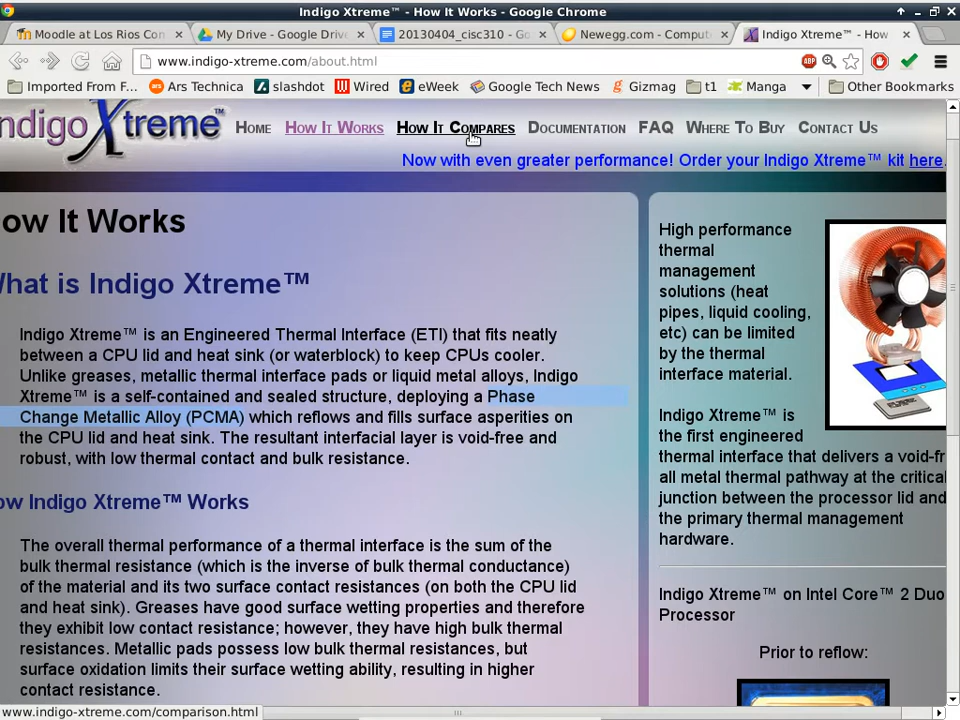 Indigo Xtreme™ - How It Works - Google Chrome
Moodle at Los Rios Con
My Drive - Google Drive
20130404_cisc310 - Go
Newegg.com - Comput
Indigo Xtreme™ - How
www.indigo-xtreme.com/about.html
ABP
Imported From F...
Ars Technica
slashdot
Wired
eWeek
Google Tech News
Gizmag
t1
Manga
Other Bookmarks
ndigo Xtreme™
Home
How It Works
How It Compares
Documentation
FAQ
Where To Buy
Contact Us
Now with even greater performance! Order your Indigo Xtreme™ kit here.
ow It Works
What is Indigo Xtreme™
Indigo Xtreme™ is an Engineered Thermal Interface (ETI) that fits neatly
between a CPU lid and heat sink (or waterblock) to keep CPUs cooler.
Unlike greases, metallic thermal interface pads or liquid metal alloys, Indigo
Xtreme™ is a self-contained and sealed structure, deploying a Phase
Change Metallic Alloy (PCMA) which reflows and fills surface asperities on
the CPU lid and heat sink. The resultant interfacial layer is void-free and
robust, with low thermal contact and bulk resistance.
ow Indigo Xtreme™ Works
The overall thermal performance of a thermal interface is the sum of the
bulk thermal resistance (which is the inverse of bulk thermal conductance)
of the material and its two surface contact resistances (on both the CPU lid
and heat sink). Greases have good surface wetting properties and therefore
they exhibit low contact resistance; however, they have high bulk thermal
resistances. Metallic pads possess low bulk thermal resistances, but
surface oxidation limits their surface wetting ability, resulting in higher
contact resistance.
High performance
thermal
management
solutions (heat
pipes, liquid cooling,
etc) can be limited
by the thermal
interface material.
Indigo Xtreme™ is
the first engineered
thermal interface that delivers a void-fr
all metal thermal pathway at the critical
junction between the processor lid and
the primary thermal management
hardware.
Indigo Xtreme™ on Intel Core™ 2 Duo
Processor
Prior to reflow:
www.indigo-xtreme.com/comparison.html